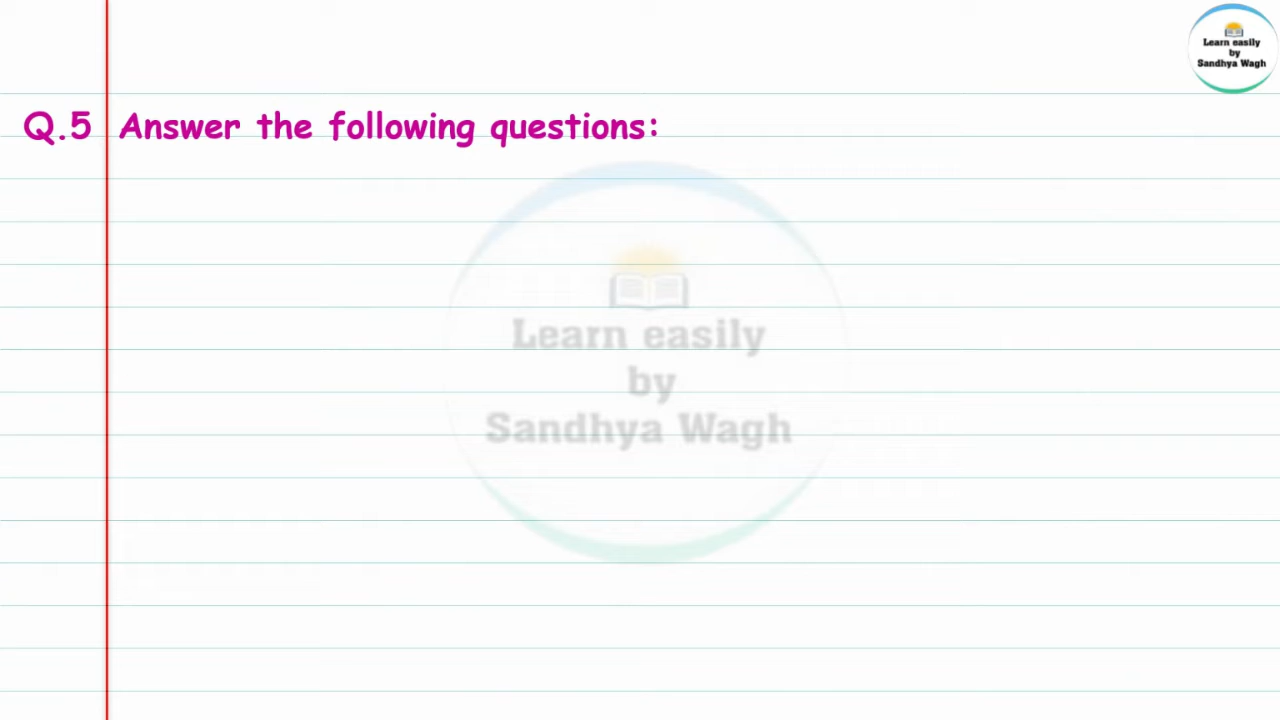 Learn easily
by
Sandhya Wagh
Q.5 Answer the following questions:
Learn easily
by
Sandhya Wagh